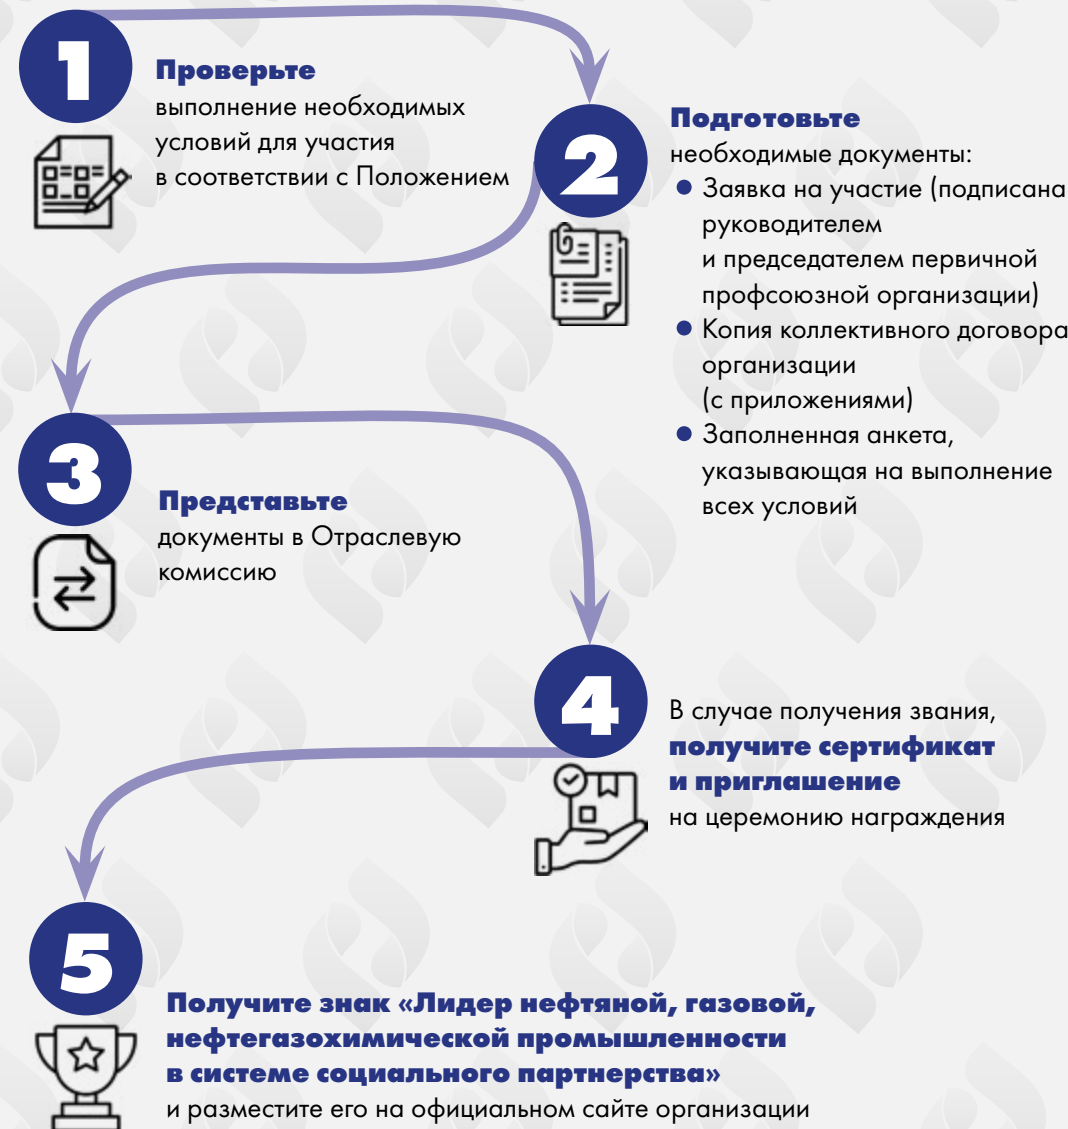 1
Проверьте
выполнение необходимых
условий для участия
в соответствии с Положением
2
Подготовьте
необходимые документы:
● Заявка на участие (подписана
руководителем
и председателем первичной
профсоюзной организации)
● Копия коллективного договора
организации
(с приложениями)
● Заполненная анкета,
указывающая на выполнение
всех условий
3
Представьте
документы в Отраслевую
комиссию
4
В случае получения звания,
получите сертификат
и приглашение
на церемонию награждения
5
Получите знак «Лидер нефтяной, газовой,
нефтегазохимической промышленности
в системе социального партнерства»
и разместите его на официальном сайте организации